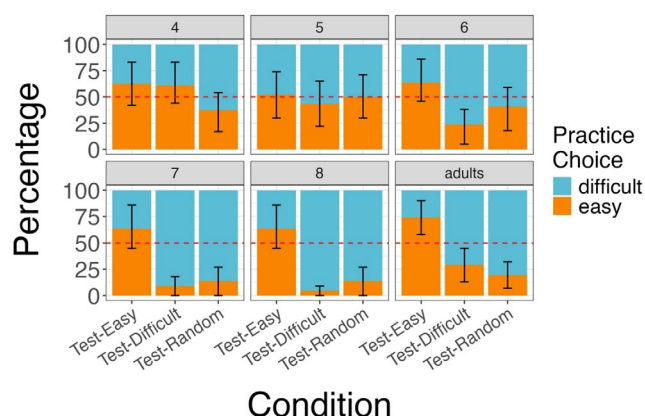 4 5 6
100
75
50
25
0
7 8 adults
100
75
50
25
0
Percentage
Test-Easy Test-Difficult Test-Random Test-Easy Test-Difficult Test-Random Test-Easy Test-Difficult Test-Random
Condition
Practice
Choice
difficult
easy